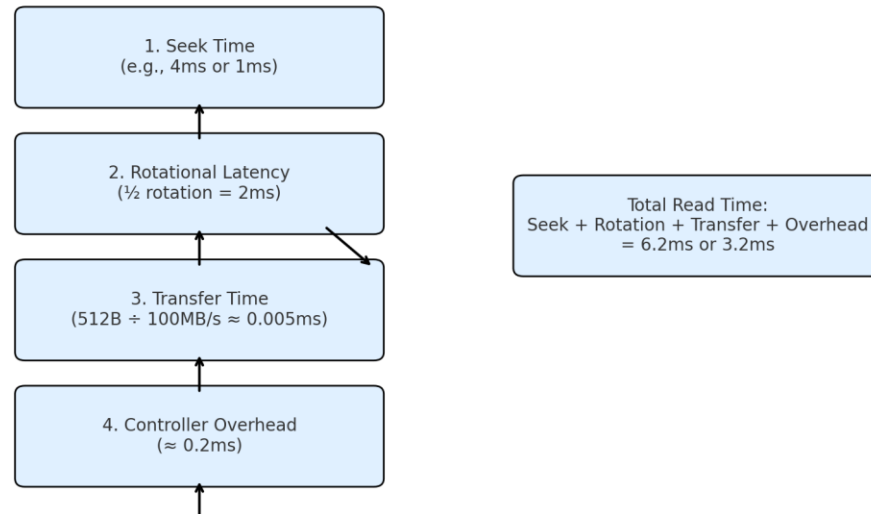 1. Seek Time
(e.g., 4ms or 1ms)
2. Rotational Latency
(½ rotation = 2ms)
3. Transfer Time
(512B ÷ 100MB/s ≈ 0.005ms)
4. Controller Overhead
(≈ 0.2ms)
Total Read Time:
Seek + Rotation + Transfer + Overhead
= 6.2ms or 3.2ms